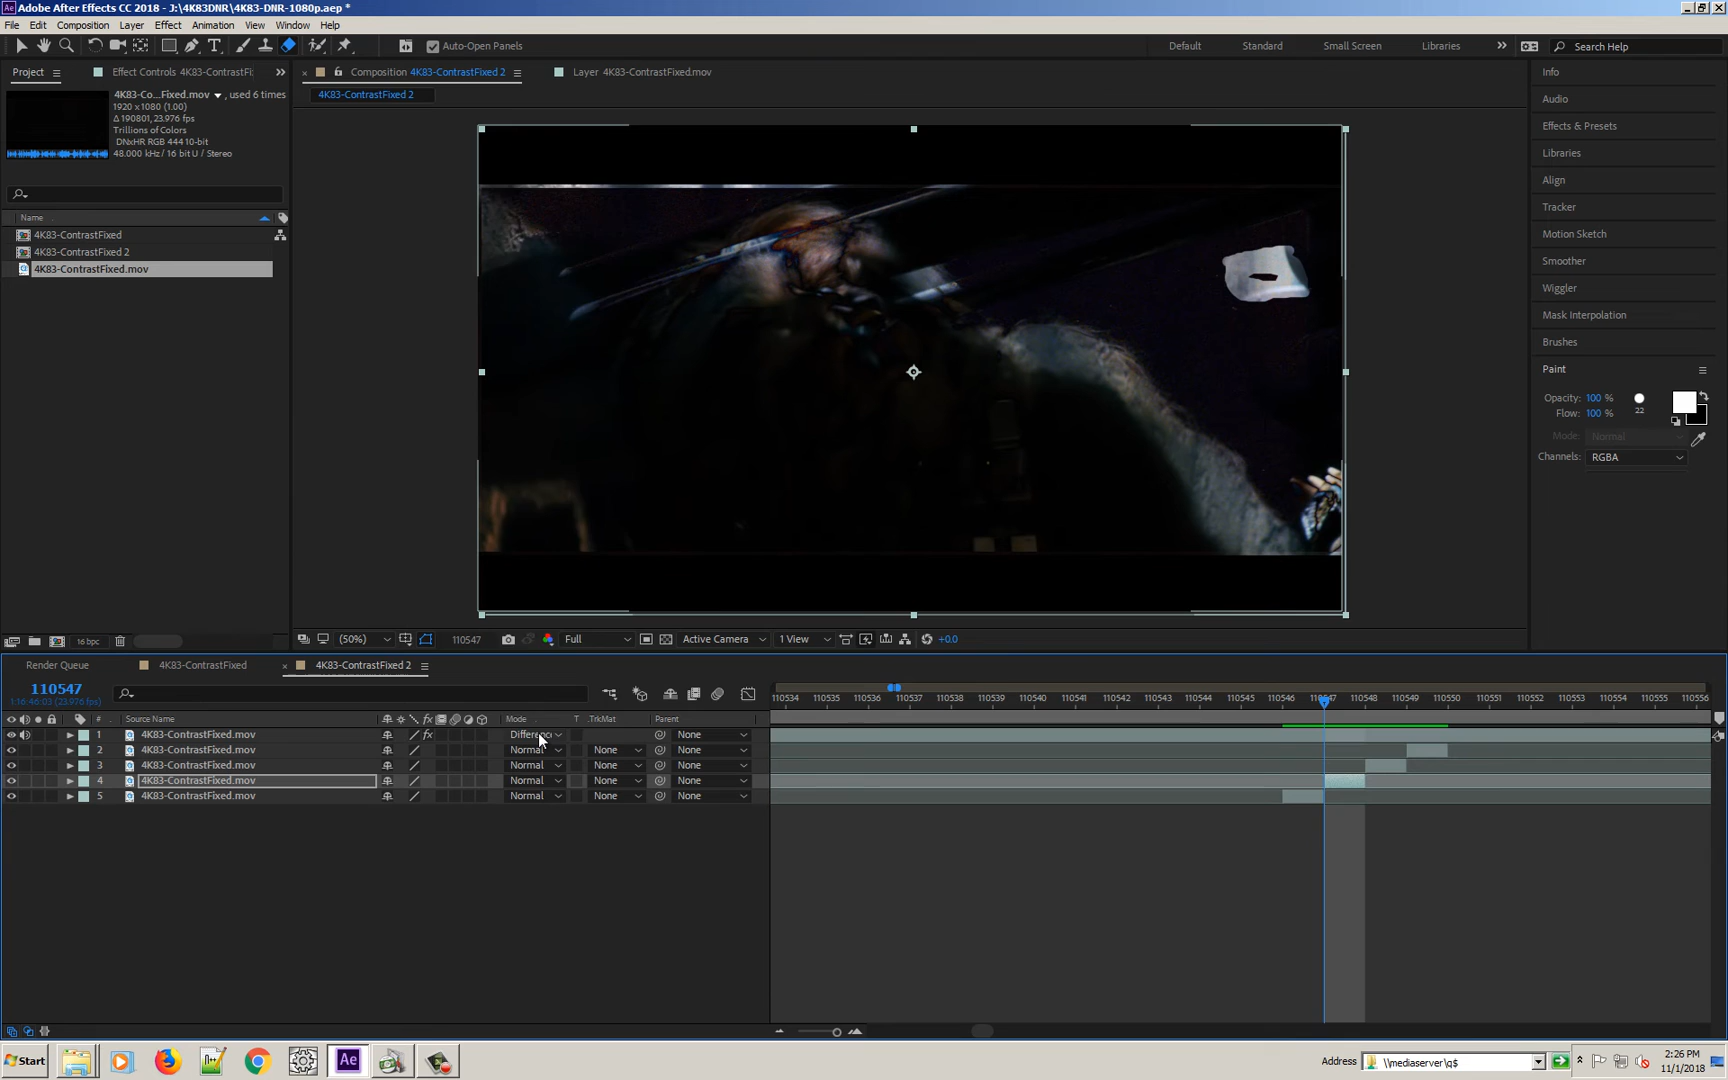 Adobe After Effects CC 2018 - J:\4K83DNR\4K83-DNR-1080p.aep *
File Edit Composition Layer Effect Animation View Window Help
Auto-Open Panels
Default Standard Small Screen Libraries Search Help
Project Effect Controls 4K83-ContrastFi: Composition 4K83-ContrastFixed 2 Layer 4K83-ContrastFixed.mov
4K83-ContrastFixed 2
4K83-Co...Fixed.mov , used 6 times
1920 x 1080 (1.00)
Δ 190801, 23.976 fps
Trillions of Colors
DNxHR RGB 444 10-bit
48.000 kHz / 16 bit U / Stereo
Name
4K83-ContrastFixed
4K83-ContrastFixed 2
4K83-ContrastFixed.mov
Info
Audio
Effects & Presets
Libraries
Align
Character
Motion Sketch
Smoother
Wiggler
Mask Interpolation
Brushes
Paint
Opacity: 100 %
Flow: 100 %
22
Mode: Normal
Channels: RGBA
16 bpc
(50%) 110547 Full Active Camera 1 View +0.0
Render Queue 4K83-ContrastFixed 4K83-ContrastFixed 2
110547
1:16:46:03 (23.976 fps)
110534 110535 110536 110537 110538 110539 110540 110541 110542 110543 110544 110545 110546 110547 110548 110549 110550 110551 110552 110553 110554 110555 110556
# Source Name Mode T .TrkMat Parent
1 4K83-ContrastFixed.mov None
2 4K83-ContrastFixed.mov Normal None None
3 4K83-ContrastFixed.mov Normal None None
4 4K83-ContrastFixed.mov Normal None None
5 4K83-ContrastFixed.mov Normal None None
Start
Address \\mediaserver\g$
2:26 PM
11/1/2018